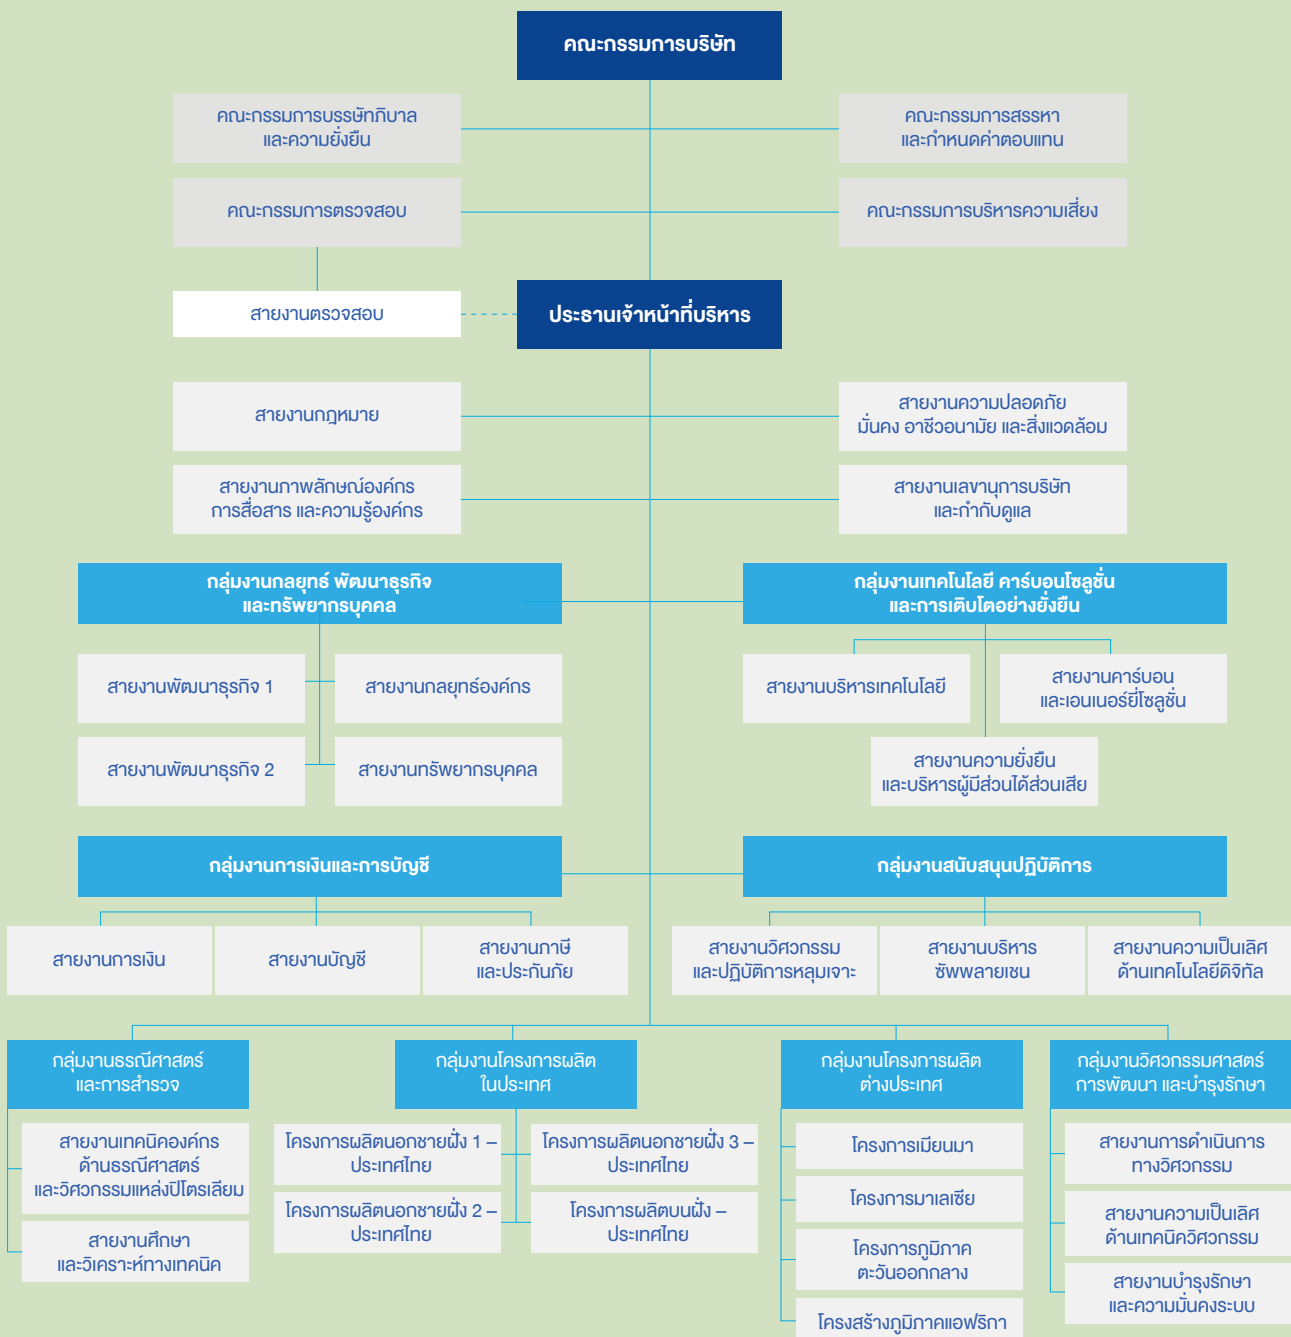 คณะกรรมการบริษัท
คณะกรรมการบรรษัทภิบาล
และความยั่งยืน
คณะกรรมการสรรหา
และกำหนดค่าตอบแทน
คณะกรรมการตรวจสอบ
คณะกรรมการบริหารความเสี่ยง
สายงานตรวจสอบ
ประธานเจ้าหน้าที่บริหาร
สายงานกฎหมาย
สายงานความปลอดภัย
มั่นคง อาชีวอนามัย และสิ่งแวดล้อม
สายงานภาพลักษณ์องค์กร
การสื่อสาร และความรู้องค์กร
สายงานเลขานุการบริษัท
และกำกับดูแล
กลุ่มงานกลยุทธ์ พัฒนาธุรกิจ
และทรัพยากรบุคคล
กลุ่มงานเทคโนโลยี คาร์บอนโซลูชั่น
และการเติบโตอย่างยั่งยืน
สายงานพัฒนาธุรกิจ 1
สายงานกลยุทธ์องค์กร
สายงานบริหารเทคโนโลยี
สายงานคาร์บอน
และเอนเนอร์ยี่โซลูชั่น
สายงานพัฒนาธุรกิจ 2
สายงานทรัพยากรบุคคล
สายงานความยั่งยืน
และบริหารผู้มีส่วนได้ส่วนเสีย
กลุ่มงานการเงินและการบัญชี
กลุ่มงานสนับสนุนปฏิบัติการ
สายงานการเงิน
สายงานบัญชี
สายงานภาษี
และประกันภัย
สายงานวิศวกรรม
และปฏิบัติการหลุมเจาะ
สายงานบริหาร
ซัพพลายเชน
สายงานความเป็นเลิศ
ด้านเทคโนโลยีดิจิทัล
กลุ่มงานธรณีศาสตร์
และการสำรวจ
กลุ่มงานโครงการผลิต
ในประเทศ
กลุ่มงานโครงการผลิต
ต่างประเทศ
กลุ่มงานวิศวกรรมศาสตร์
การพัฒนา และบำรุงรักษา
สายงานเทคนิคองค์กร
ด้านธรณีศาสตร์
และวิศวกรรมแหล่งปิโตรเลียม
สายงานศึกษา
และวิเคราะห์ทางเทคนิค
โครงการผลิตนอกชายฝั่ง 1 –
ประเทศไทย
โครงการผลิตนอกชายฝั่ง 3 –
ประเทศไทย
โครงการผลิตนอกชายฝั่ง 2 –
ประเทศไทย
โครงการผลิตบนฝั่ง –
ประเทศไทย
โครงการเมียนมา
โครงการมาเลเซีย
โครงการภูมิภาค
ตะวันออกกลาง
โครงสร้างภูมิภาคแอฟริกา
สายงานการดำเนินการ
ทางวิศวกรรม
สายงานความเป็นเลิศ
ด้านเทคนิควิศวกรรม
สายงานบำรุงรักษา
และความมั่นคงระบบ